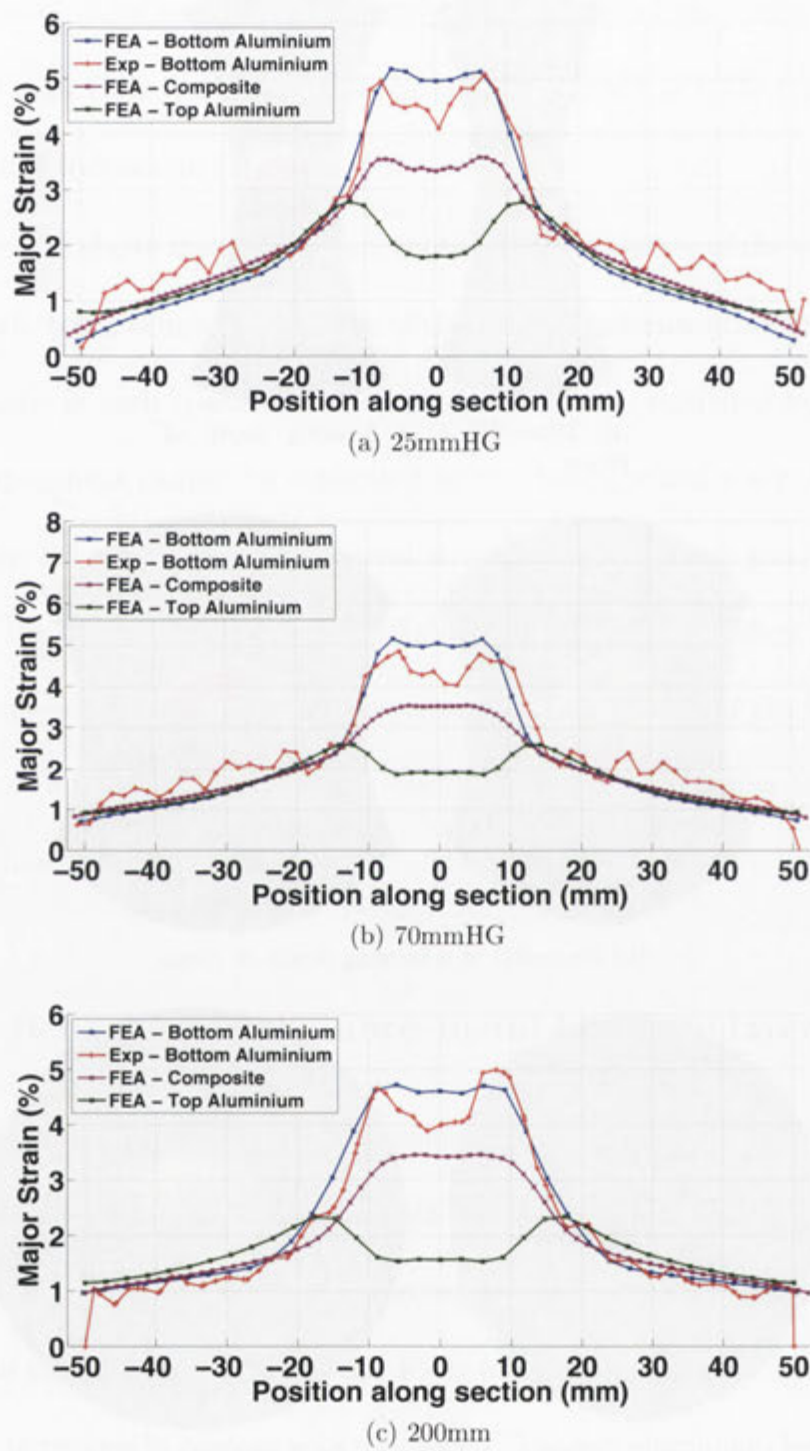 6
5
4
3
2
1
0
Major Strain (%)
FEA – Bottom Aluminium
Exp – Bottom Aluminium
FEA – Composite
FEA – Top Aluminium
–50 –40 –30 –20 –10 0 10 20 30 40 50
Position along section (mm)
(a) 25mmHG
8
7
6
5
4
3
2
1
0
Major Strain (%)
FEA – Bottom Aluminium
Exp – Bottom Aluminium
FEA – Composite
FEA – Top Aluminium
–50 –40 –30 –20 –10 0 10 20 30 40 50
Position along section (mm)
(b) 70mmHG
6
5
4
3
2
1
0
Major Strain (%)
FEA – Bottom Aluminium
Exp – Bottom Aluminium
FEA – Composite
FEA – Top Aluminium
–50 –40 –30 –20 –10 0 10 20 30 40 50
Position along section (mm)
(c) 200mm